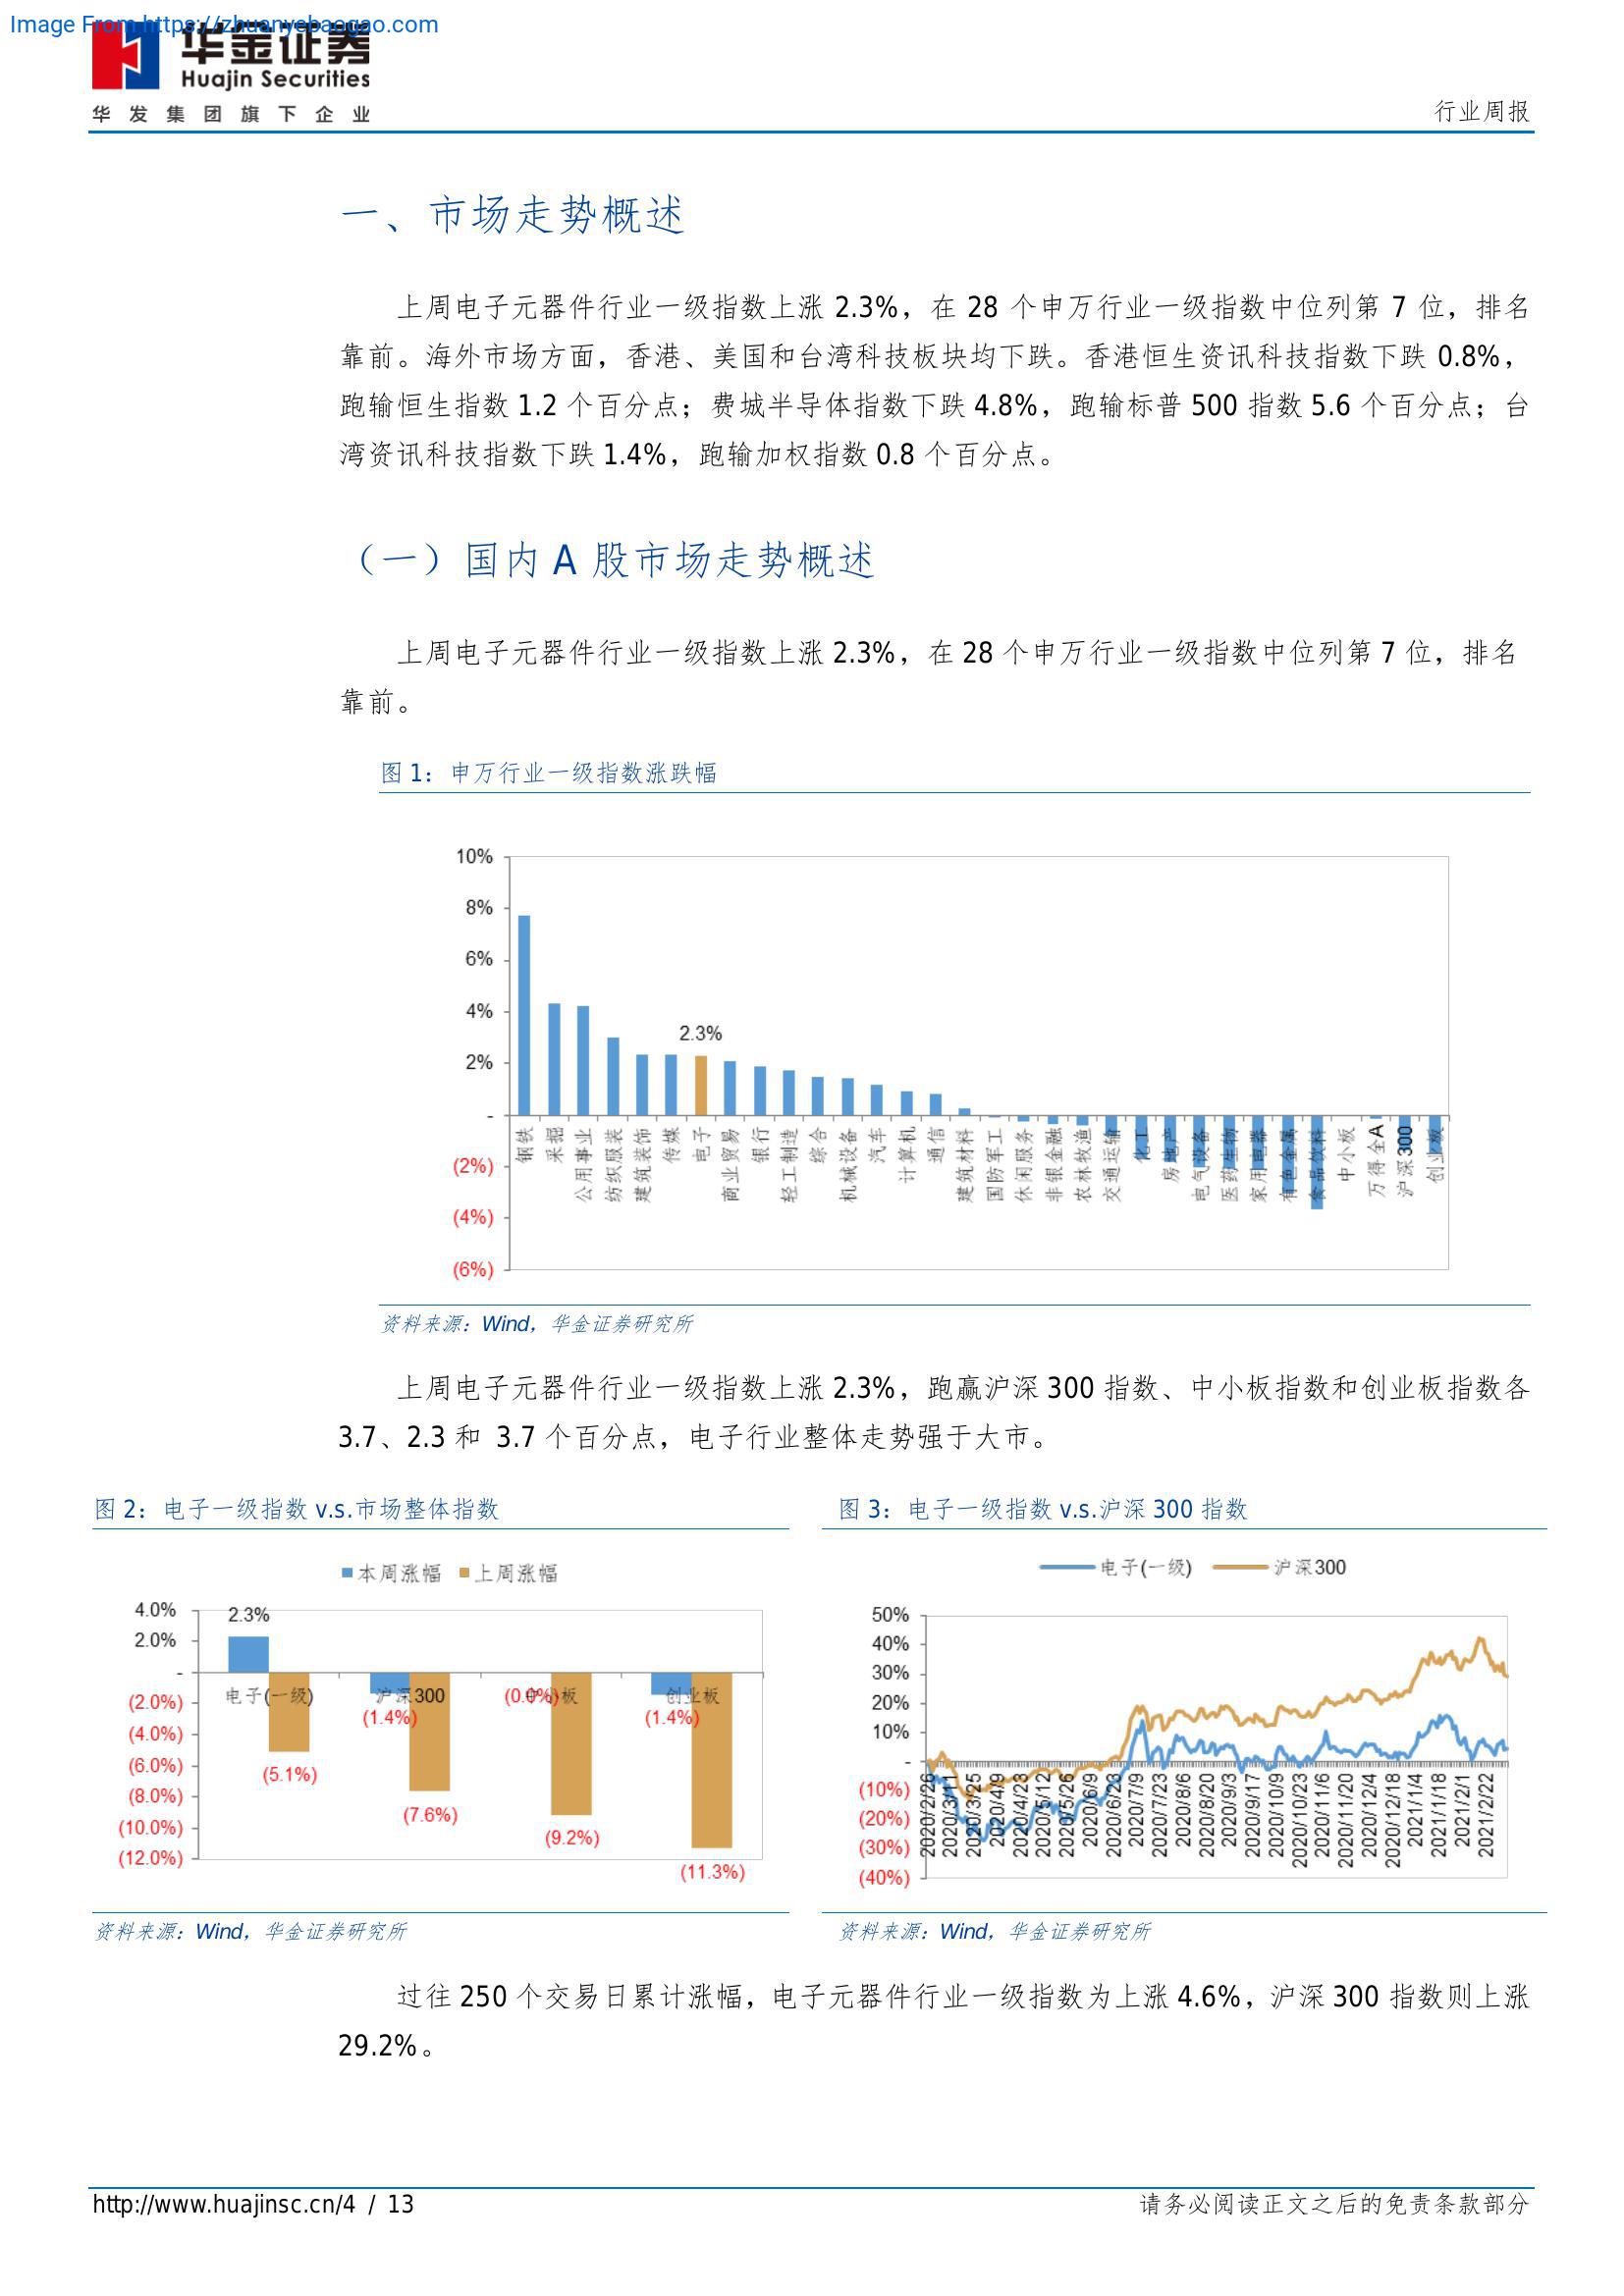 Image From https://zhuanyebaogao.com
华金证券
Huajin Securities
华发集团旗下企业
行业周报
一、市场走势概述
上周电子元器件行业一级指数上涨 2.3%，在 28 个申万行业一级指数中位列第 7 位，排名
靠前。海外市场方面，香港、美国和台湾科技板块均下跌。香港恒生资讯科技指数下跌 0.8%，
跑输恒生指数 1.2 个百分点；费城半导体指数下跌 4.8%，跑输标普 500 指数 5.6 个百分点；台
湾资讯科技指数下跌 1.4%，跑输加权指数 0.8 个百分点。
（一）国内 A 股市场走势概述
上周电子元器件行业一级指数上涨 2.3%，在 28 个申万行业一级指数中位列第 7 位，排名
靠前。
图 1：申万行业一级指数涨跌幅
10%
8%
6%
4%
2%
-
(2%)
(4%)
(6%)
2.3%
钢铁
采掘
公用事业
纺织服装
建筑装饰
传媒
电子
商业贸易
银行
轻工制造
综合
机械设备
汽车
计算机
通信
建筑材料
国防军工
休闲服务
非银金融
农林牧渔
交通运输
化工
房地产
电气设备
医药生物
家用电器
有色金属
食品饮料
中小板
万得全A
沪深300
创业板
资料来源：Wind，华金证券研究所
上周电子元器件行业一级指数上涨 2.3%，跑赢沪深 300 指数、中小板指数和创业板指数各
3.7、2.3 和 3.7 个百分点，电子行业整体走势强于大市。
图 2：电子一级指数 v.s.市场整体指数
本周涨幅 上周涨幅
4.0%
2.0%
-
(2.0%)
(4.0%)
(6.0%)
(8.0%)
(10.0%)
(12.0%)
2.3%
电子(一级)
沪深300
中小板
创业板
(1.4%)
(0.0%)
(1.4%)
(5.1%)
(7.6%)
(9.2%)
(11.3%)
资料来源：Wind，华金证券研究所
图 3：电子一级指数 v.s.沪深 300 指数
电子(一级) 沪深300
50%
40%
30%
20%
10%
-
(10%)
(20%)
(30%)
(40%)
2020/2/26
2020/3/11
2020/3/25
2020/4/9
2020/4/23
2020/5/12
2020/5/26
2020/6/9
2020/6/23
2020/7/9
2020/7/23
2020/8/6
2020/8/20
2020/9/3
2020/9/17
2020/10/9
2020/10/23
2020/11/6
2020/11/20
2020/12/4
2020/12/18
2021/1/4
2021/1/18
2021/2/1
2021/2/22
资料来源：Wind，华金证券研究所
过往 250 个交易日累计涨幅，电子元器件行业一级指数为上涨 4.6%，沪深 300 指数则上涨
29.2%。
http://www.huajinsc.cn/4 / 13
请务必阅读正文之后的免责条款部分